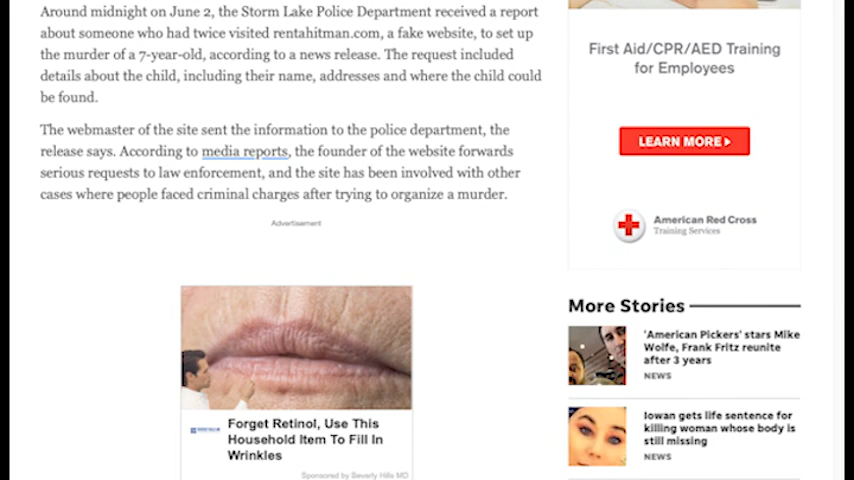 Around midnight on June 2, the Storm Lake Police Department received a report
about someone who had twice visited rentahitman.com, a fake website, to set up
the murder of a 7-year-old, according to a news release. The request included
details about the child, including their name, addresses and where the child could
be found.
The webmaster of the site sent the information to the police department, the
release says. According to media reports, the founder of the website forwards
serious requests to law enforcement, and the site has been involved with other
cases where people faced criminal charges after trying to organize a murder.
Advertisement
Forget Retinol, Use This
Household Item To Fill In
Wrinkles
Sponsored by Beverly Hills MD
First Aid/CPR/AED Training
for Employees
LEARN MORE
American Red Cross
Training Services
More Stories
'American Pickers' stars Mike
Wolfe, Frank Fritz reunite
after 3 years
NEWS
Iowan gets life sentence for
killing woman whose body is
still missing
NEWS